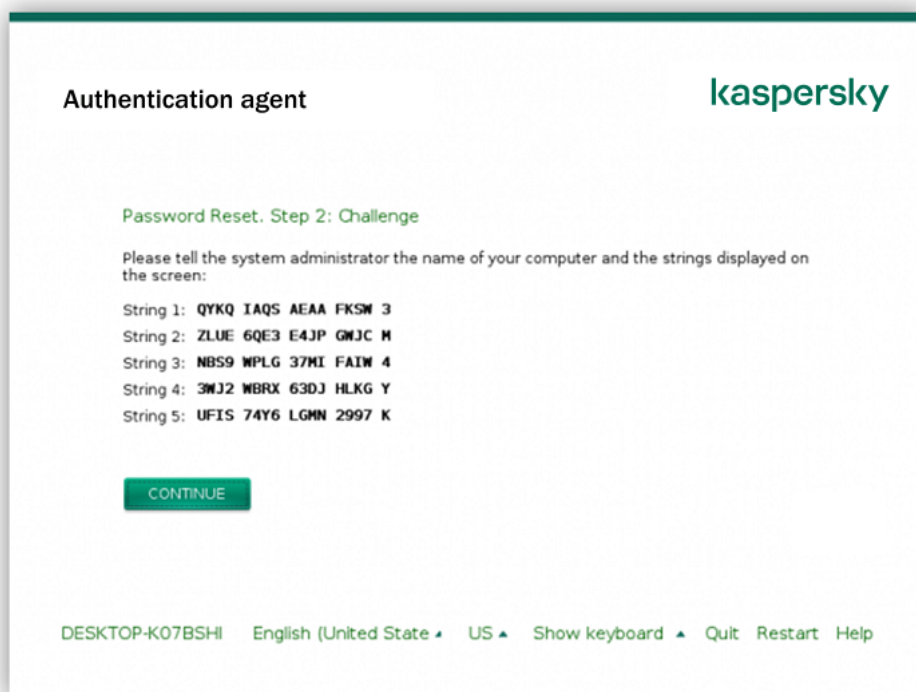 Authentication agent
kaspersky
Password Reset. Step 2: Challenge
Please tell the system administrator the name of your computer and the strings displayed on
the screen:
String 1: QYKQ IAQS AEAA FKSW 3
String 2: ZLUE 6QE3 E4JP GWJC M
String 3: NBS9 WPLG 37MI FAIW 4
String 4: 3WJ2 WBRX 63DJ HLKG Y
String 5: UFIS 74Y6 LGMN 2997 K
CONTINUE
DESKTOP-K07BSHI English (United State US Show keyboard Quit Restart Help